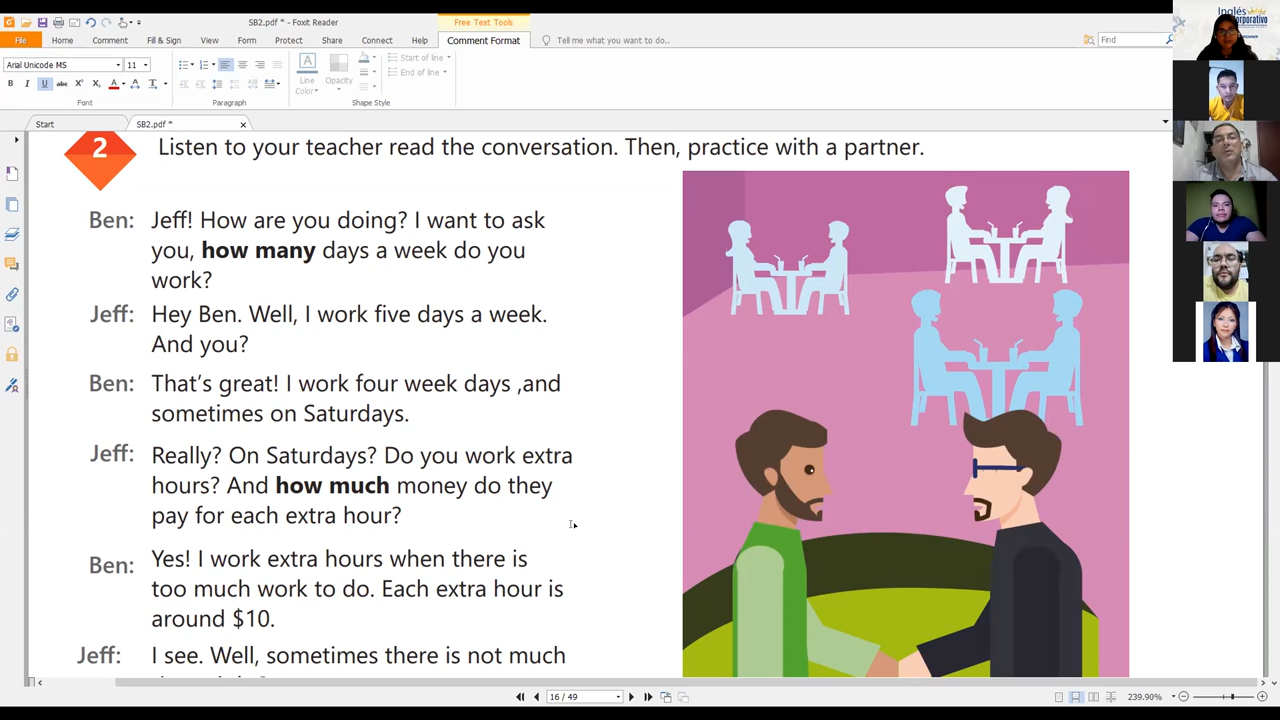 SB2.pdf * - Foxit Reader
Free Text Tools
File Home Comment Fill & Sign View Form Protect Share Connect Help Comment Format Tell me what you want to do.. Find
Arial Unicode MS 11
Start of line
End of line
Line Color
Opacity
Font Paragraph Shape Style
Start SB2.pdf *
2 Listen to your teacher read the conversation. Then, practice with a partner.
Ben: Jeff! How are you doing? I want to ask
you, how many days a week do you
work?
Jeff: Hey Ben. Well, I work five days a week.
And you?
Ben: That's great! I work four week days ,and
sometimes on Saturdays.
Jeff: Really? On Saturdays? Do you work extra
hours? And how much money do they
pay for each extra hour?
Ben: Yes! I work extra hours when there is
too much work to do. Each extra hour is
around $10.
Jeff: I see. Well, sometimes there is not much
16 / 49
239.90%
Inglés